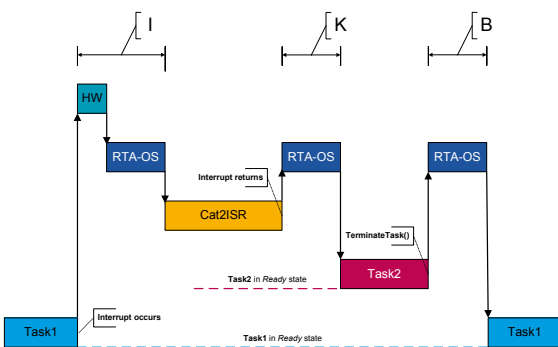 I
K
B
HW
RTA-OS
RTA-OS
RTA-OS
Interrupt returns
Cat2ISR
TerminateTask()
Task2 in Ready state
Task2
Task1
Interrupt occurs
Task1
Task1 in Ready state